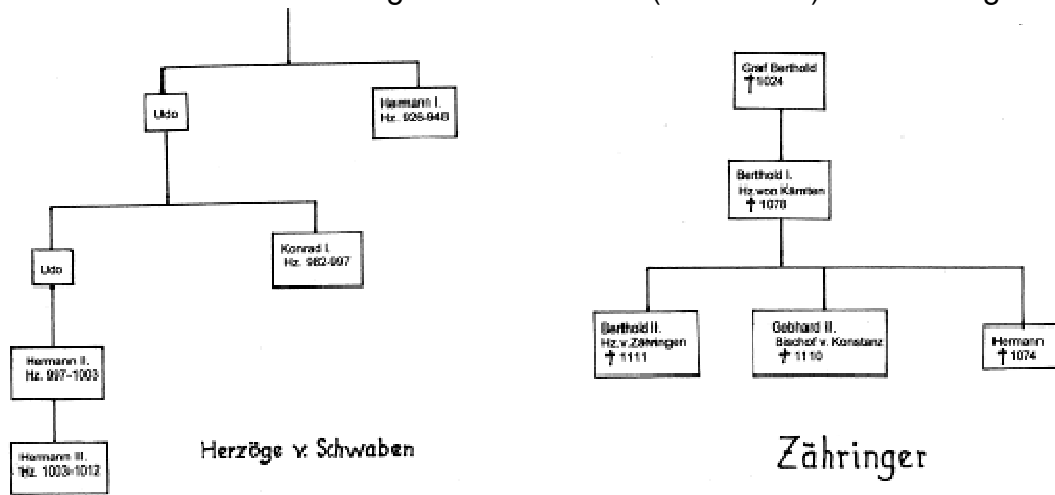 Udo
Hermann I.
Hz. 926-948
Udo
Konrad I.
Hz. 982-997
Hermann II.
Hz. 997-1003
Hermann III.
Hz. 1003-1012
Herzöge v. Schwaben
Graf Berthold
† 1024
Berthold I.
Hz.von Kärnten
† 1078
Berthold II.
Hz.v.Zähringen
† 1111
Gebhard III.
Bischof v. Konstanz
† 1110
Hermann
† 1074
Zähringer